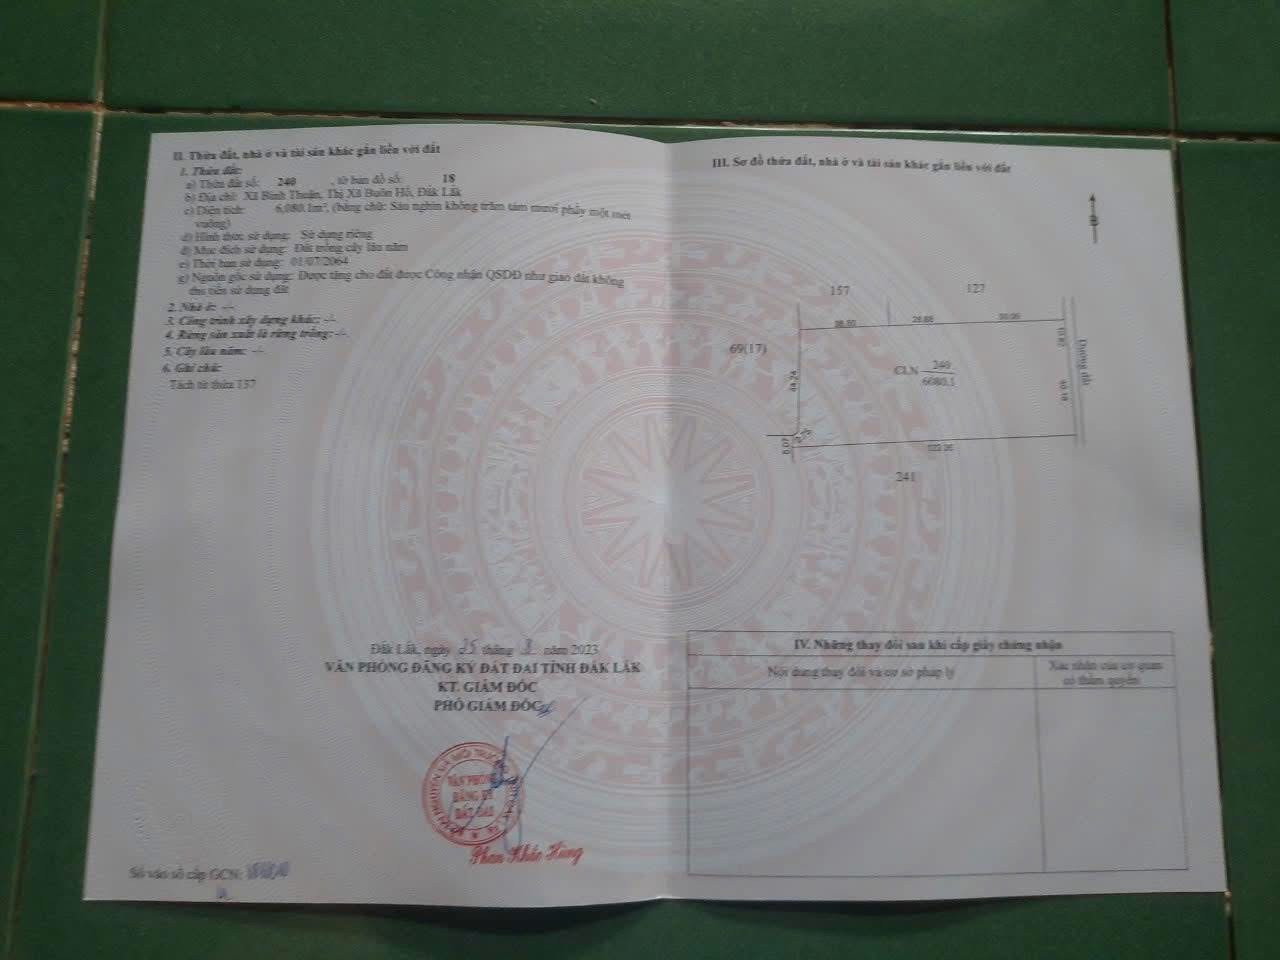 II. Thửa đất, nhà ở và tài sản khác gắn liền với đất
1. Thửa đất:
a) Thửa đất số: 240 , tờ bản đồ số: 18
b) Địa chỉ: Xã Bình Thuận, Thị Xã Buôn Hồ, Đắk Lắk
c) Diện tích: 6,080.1m², (bằng chữ: Sáu nghìn không trăm tám mươi phẩy một mét
vuông)
d) Hình thức sử dụng: Sử dụng riêng
đ) Mục đích sử dụng: Đất trồng cây lâu năm
e) Thời hạn sử dụng: 01/07/2064
g) Nguồn gốc sử dụng: Được tặng cho đất được Công nhận QSDĐ như giao đất không
thu tiền sử dụng đất
2. Nhà ở: -/-
3. Công trình xây dựng khác: -/-
4. Rừng sản xuất là rừng trồng: -/-
5. Cây lâu năm: -/-
6. Ghi chú:
Tách từ thửa 157
Đắk Lắk, ngày 25 tháng năm 2023
VĂN PHÒNG ĐĂNG KÝ ĐẤT ĐAI TỈNH ĐẮK LẮK
KT. GIÁM ĐỐC
PHÓ GIÁM ĐỐC
VĂN PHÒNG
ĐĂNG KÝ
ĐẤT ĐAI
Phan Khắc Hùng
Số vào sổ cấp GCN:
III. Sơ đồ thửa đất, nhà ở và tài sản khác gắn liền với đất
157
127
69(17)
44.24
CLN 240
6080.1
Đường đất
241
IV. Những thay đổi sau khi cấp giấy chứng nhận
Nội dung thay đổi và cơ sở pháp lý
Xác nhận của cơ quan
có thẩm quyền